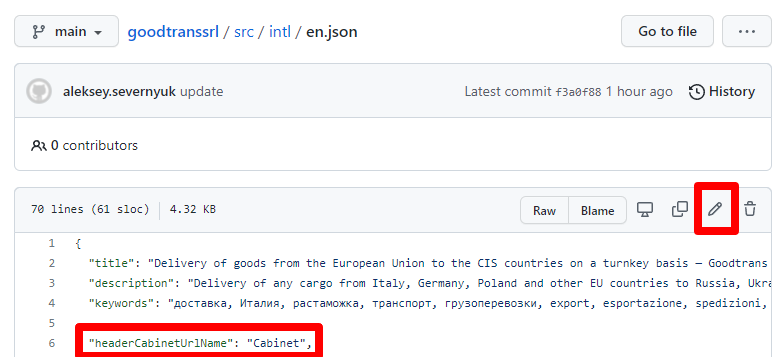 main
goodtranssrl / src / intl / en.json
Go to file
...
aleksey.severnyuk update
Latest commit f3a0f88 1 hour ago
History
0 contributors
70 lines (61 sloc)
4.32 KB
Raw
Blame
1 {
2 "title": "Delivery of goods from the European Union to the CIS countries on a turnkey basis — Goodtrans
3 "description": "Delivery of any cargo from Italy, Germany, Poland and other EU countries to Russia, Ukra
4 "keywords": "доставка, Италия, растаможка, транспорт, грузоперевозки, export, esportazione, spedizioni,
5
6 "headerCabinetUrlName": "Cabinet",